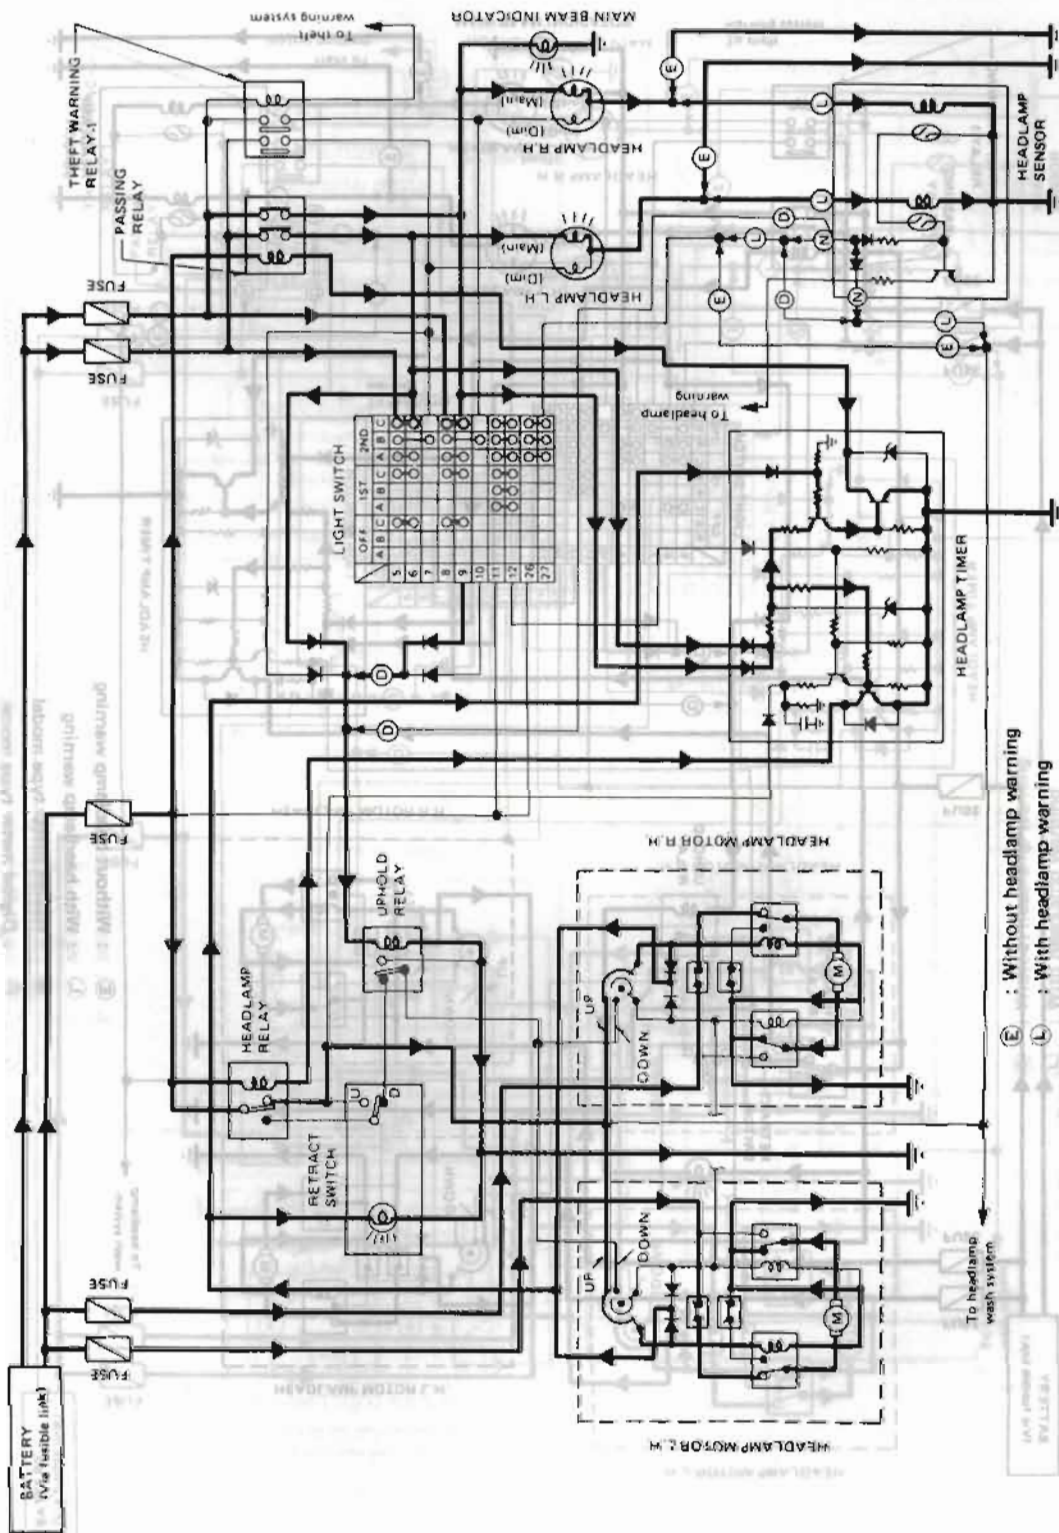 BATTERY
(Via fusible link)
FUSE
FUSE
FUSE
FUSE
FUSE
THEFT WARNING
RELAY-1
PASSING
RELAY
To theft
warning system
MAIN BEAM INDICATOR
(Main)
(Dim)
HEADLAMP R.H.
(Main)
(Dim)
HEADLAMP L.H.
HEADLAMP
SENSOR
E
E
L
L
D
L
N
E
D
N
L
E
To headlamp
warning
LIGHT SWITCH
OFF
1ST
2ND
A
B
C
A
B
C
A
B
C
5
6
7
8
9
10
11
12
26
27
D
D
HEADLAMP TIMER
HEADLAMP
RELAY
UPHOLD
RELAY
RETRACT
SWITCH
U
D
HEADLAMP MOTOR R.H.
UP
DOWN
M
HEADLAMP MOTOR L.H.
UP
DOWN
M
To headlamp
wash system
E : Without headlamp warning
L : With headlamp warning